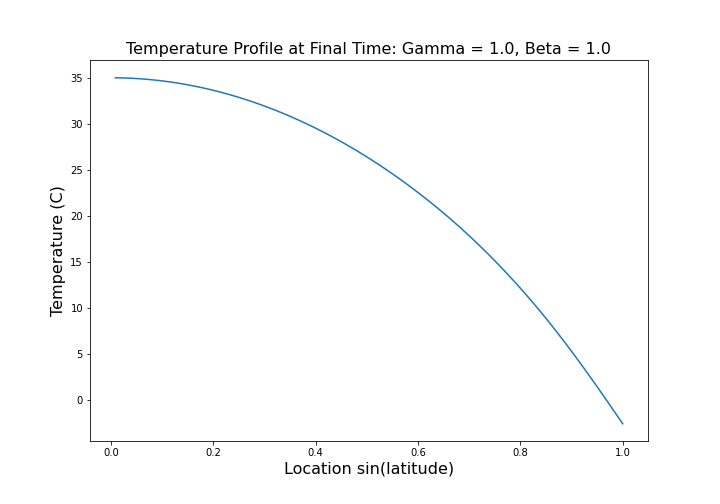 Temperature Profile at Final Time: Gamma = 1.0, Beta = 1.0
Temperature (C)
35
30
25
20
15
10
5
0
0.0 0.2 0.4 0.6 0.8 1.0
Location sin(latitude)